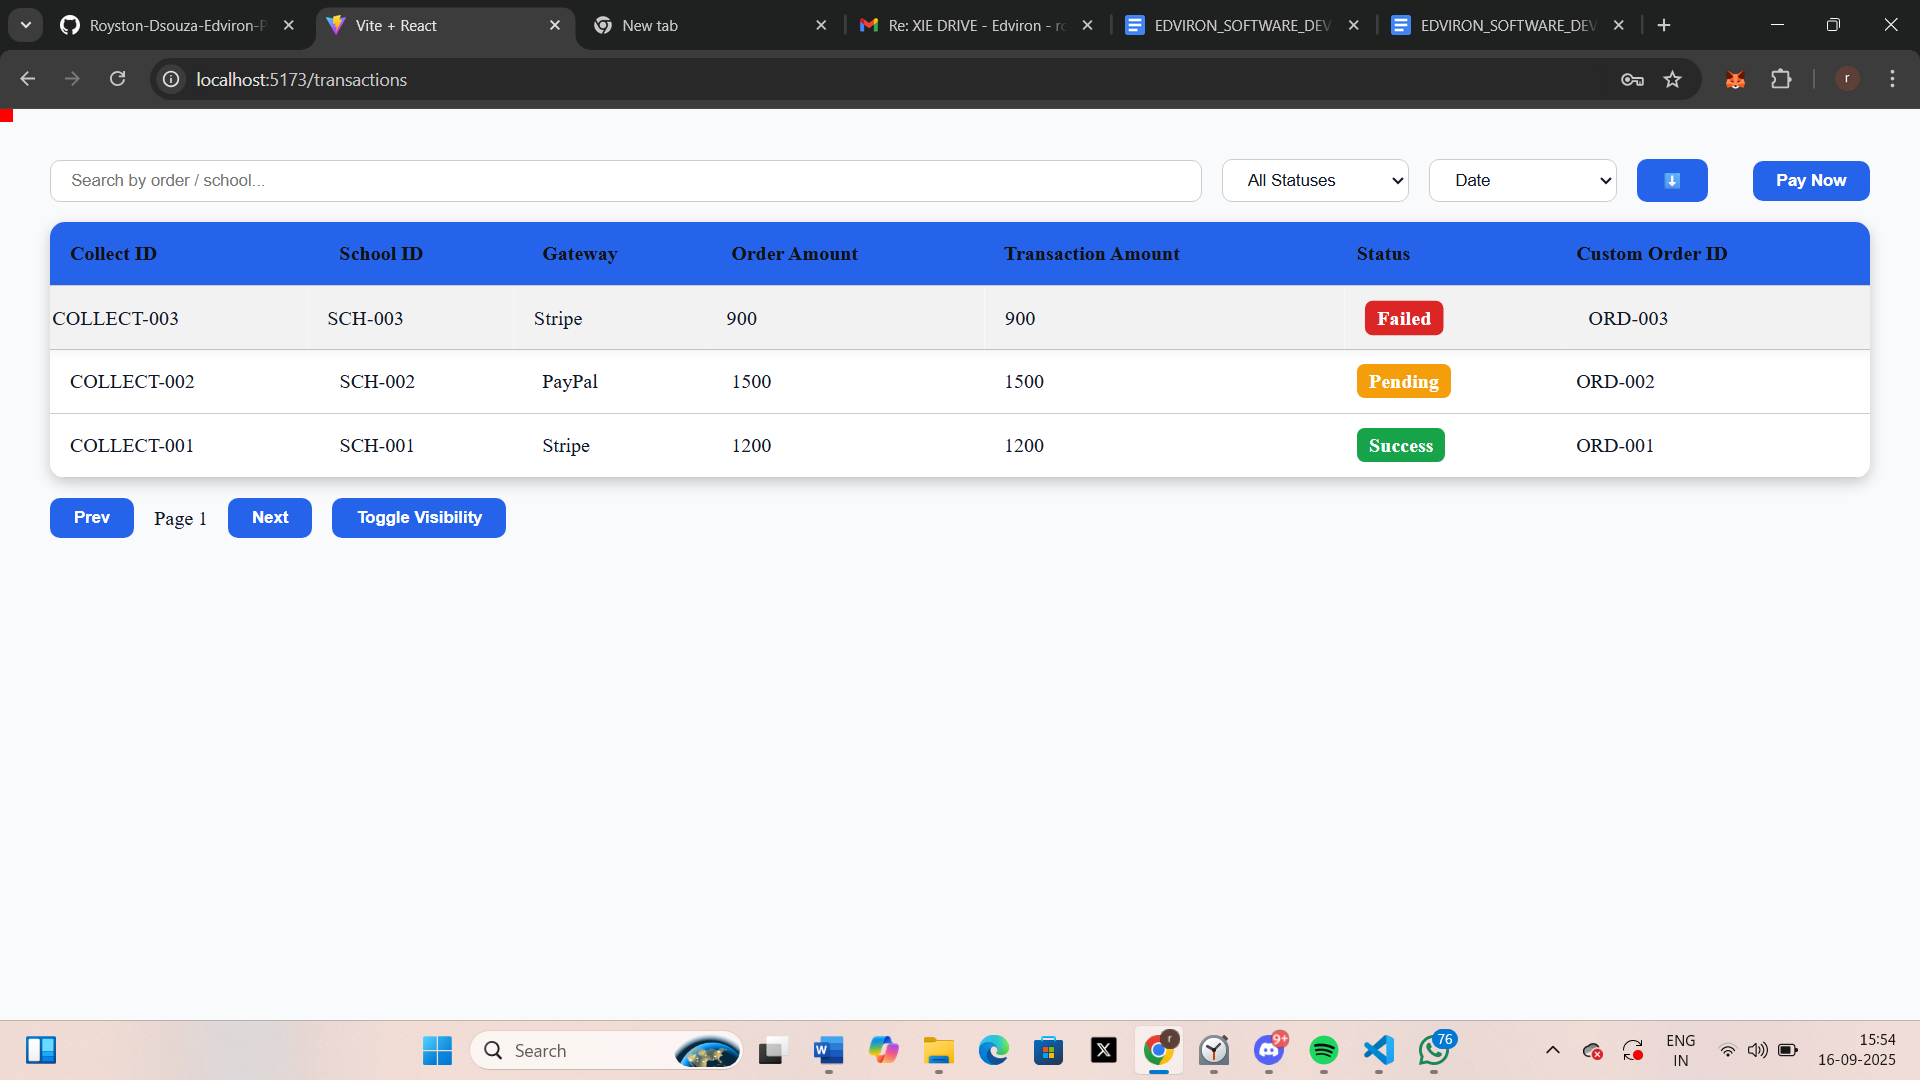 Royston-Dsouza-Edviron-P
Vite + React
New tab
Re: XIE DRIVE - Edviron - ro
EDVIRON_SOFTWARE_DEV
EDVIRON_SOFTWARE_DEV
localhost:5173/transactions
r
Search by order / school...
All Statuses
Date
Pay Now
Collect ID School ID Gateway Order Amount Transaction Amount Status Custom Order ID
COLLECT-003 SCH-003 Stripe 900 900 Failed ORD-003
COLLECT-002 SCH-002 PayPal 1500 1500 Pending ORD-002
COLLECT-001 SCH-001 Stripe 1200 1200 Success ORD-001
Prev Page 1 Next Toggle Visibility
Search
W
X
r
9+
76
ENG
IN
15:54
16-09-2025